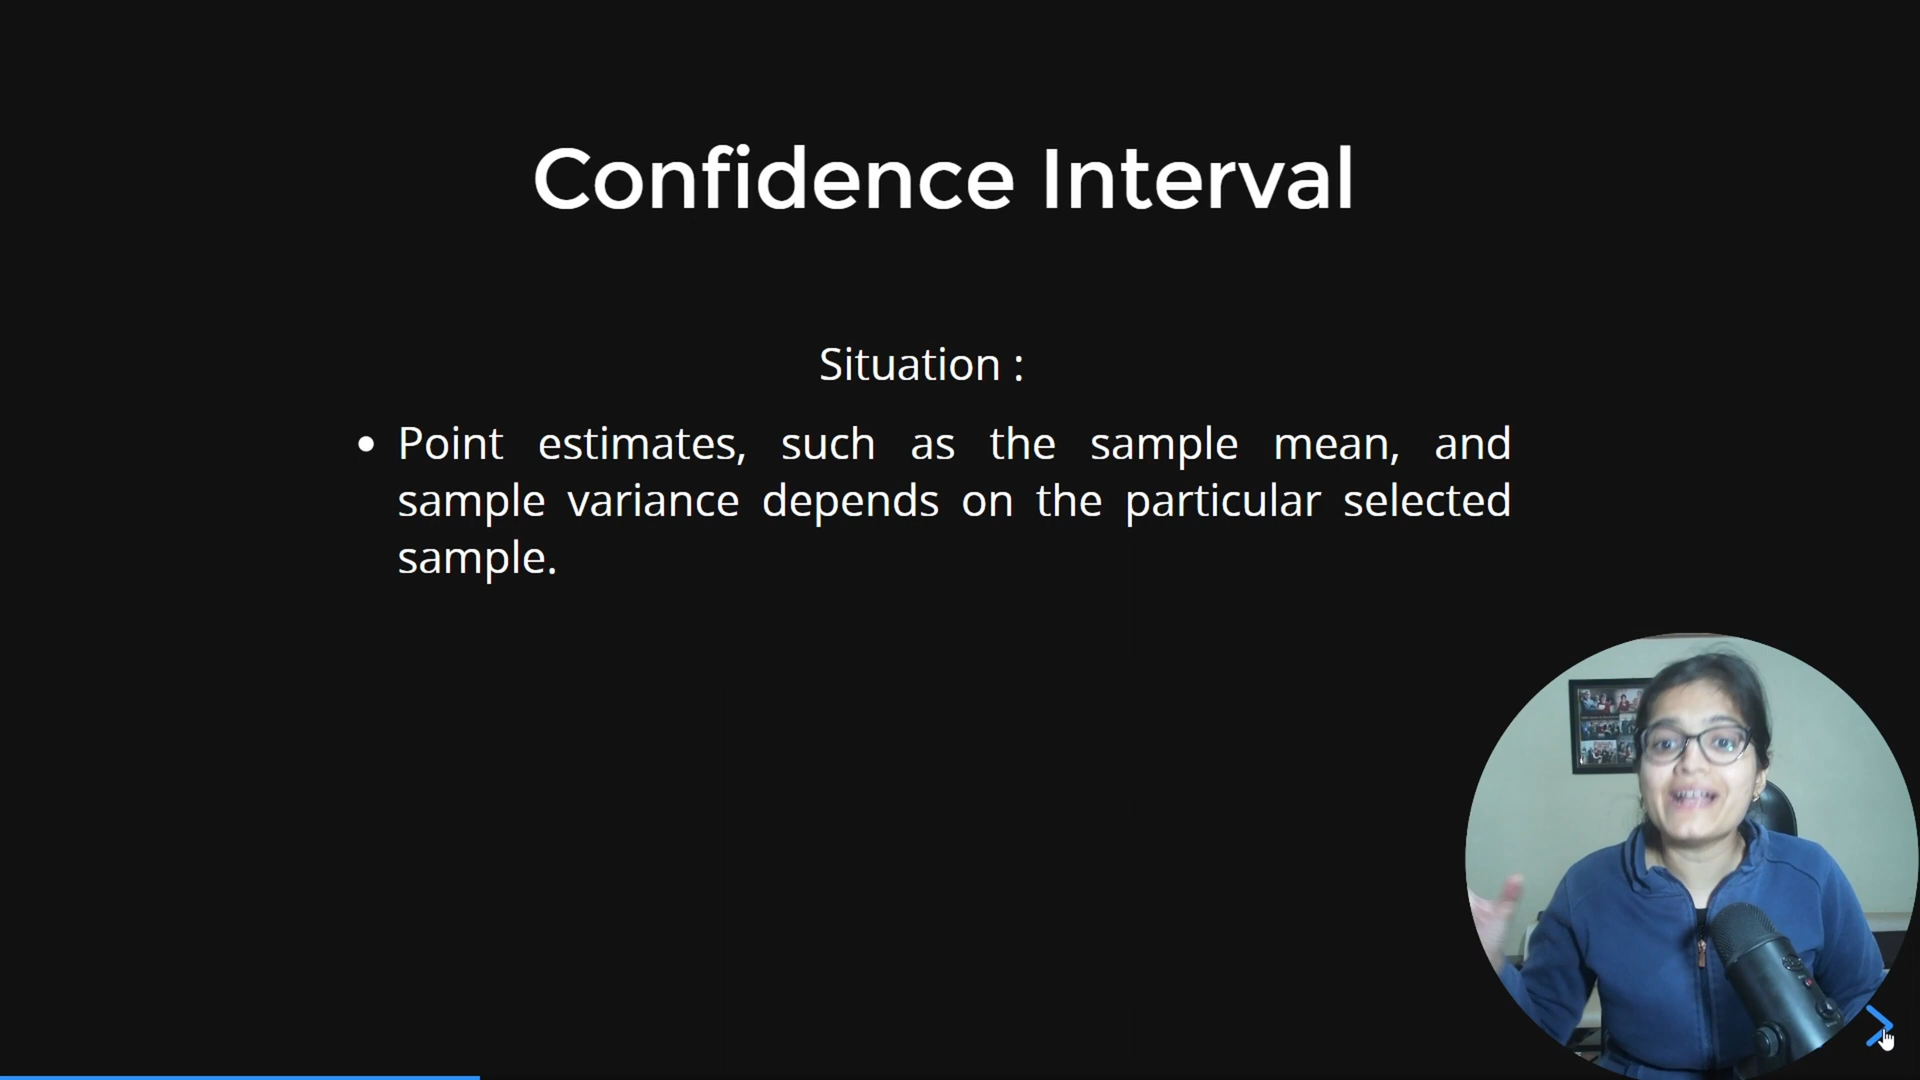 Confidence Interval
Situation :
Point estimates, such as the sample mean, and
sample variance depends on the particular selected
sample.